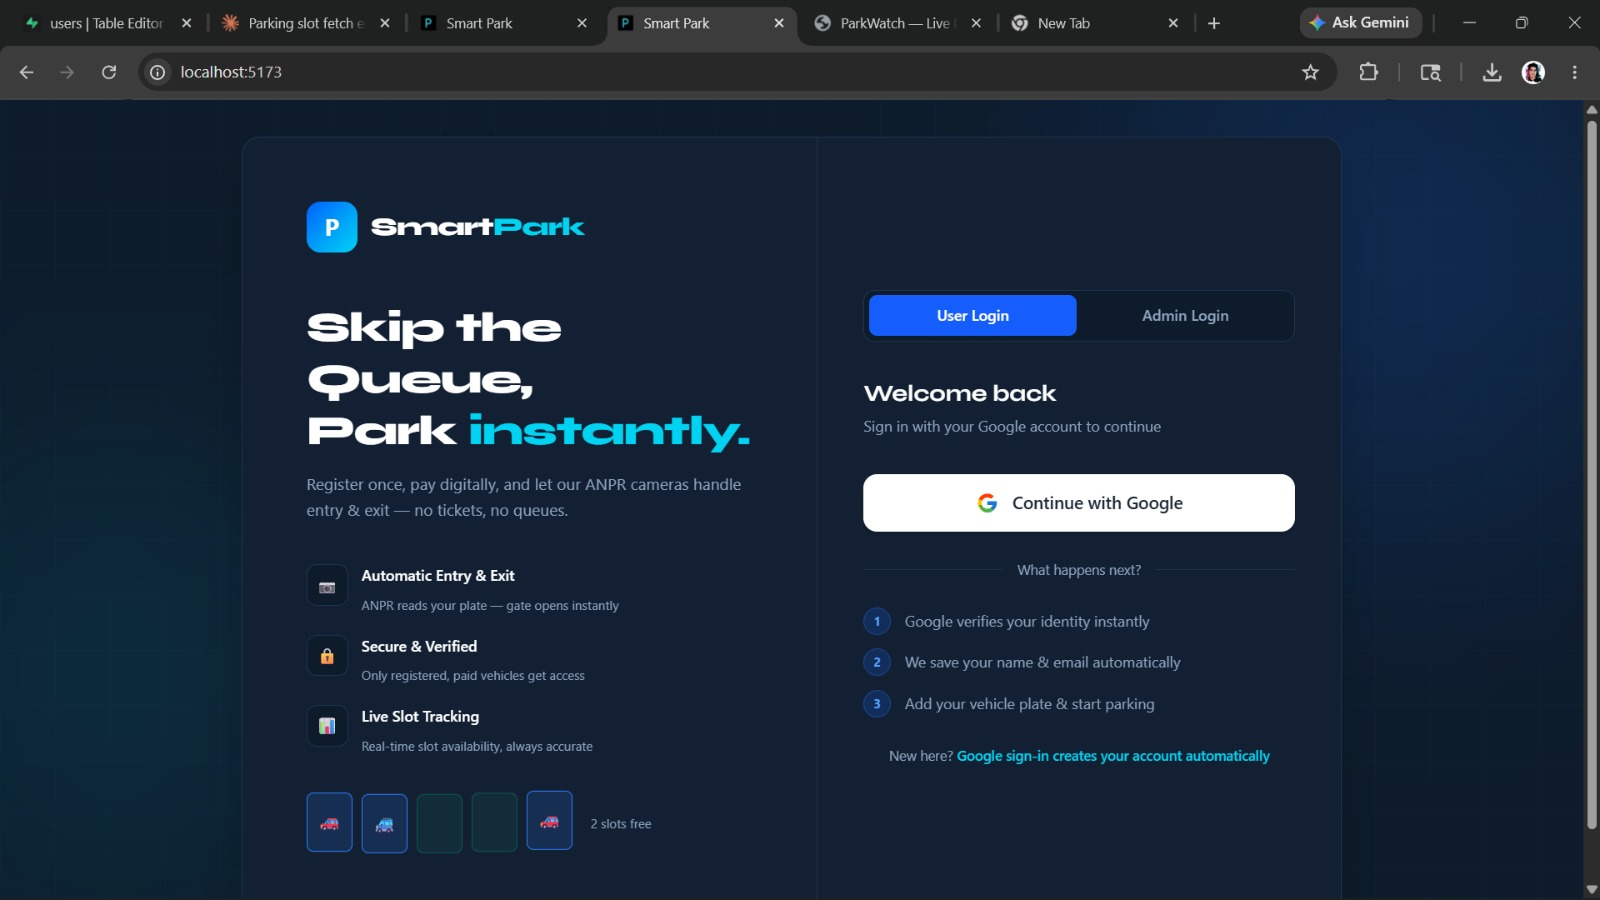 users | Table Editor
Parking slot fetch e
Smart Park
Smart Park
ParkWatch — Live
New Tab
Ask Gemini
localhost:5173
P
SmartPark
Skip the
Queue,
Park instantly.
Register once, pay digitally, and let our ANPR cameras handle
entry & exit — no tickets, no queues.
Automatic Entry & Exit
ANPR reads your plate — gate opens instantly
Secure & Verified
Only registered, paid vehicles get access
Live Slot Tracking
Real-time slot availability, always accurate
2 slots free
User Login
Admin Login
Welcome back
Sign in with your Google account to continue
Continue with Google
What happens next?
1 Google verifies your identity instantly
2 We save your name & email automatically
3 Add your vehicle plate & start parking
New here? Google sign-in creates your account automatically